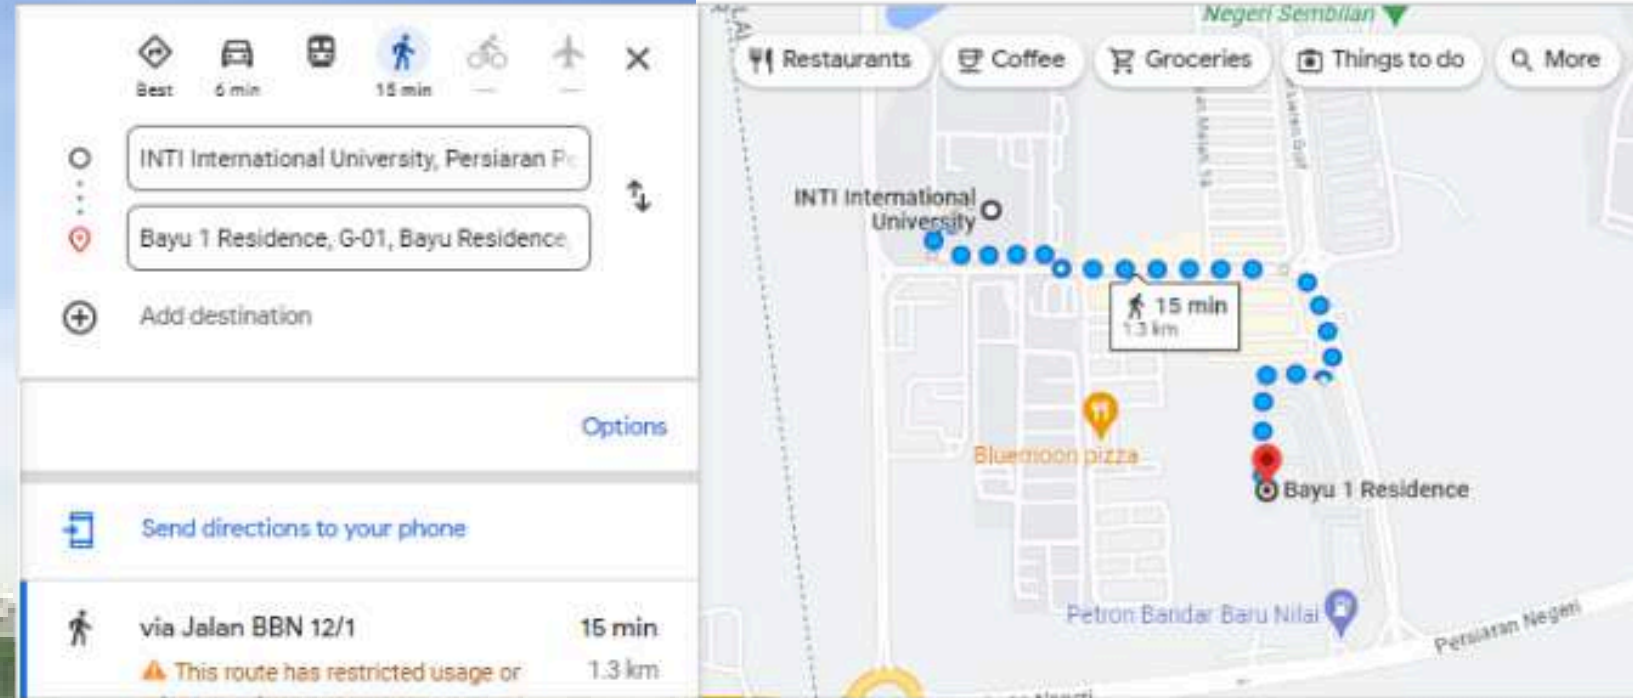 Best
6 min
15 min
INTI International University, Persiaran Pe
Bayu 1 Residence, G-01, Bayu Residence,
Add destination
Options
Send directions to your phone
via Jalan BBN 12/1
15 min
This route has restricted usage or
1.3 km
Negeri Sembilan
Restaurants
Coffee
Groceries
Things to do
More
INTI International
University
15 min
1.3 km
Bluemoon pizza
Bayu 1 Residence
Petron Bandar Baru Nilai
Persiaran Negeri